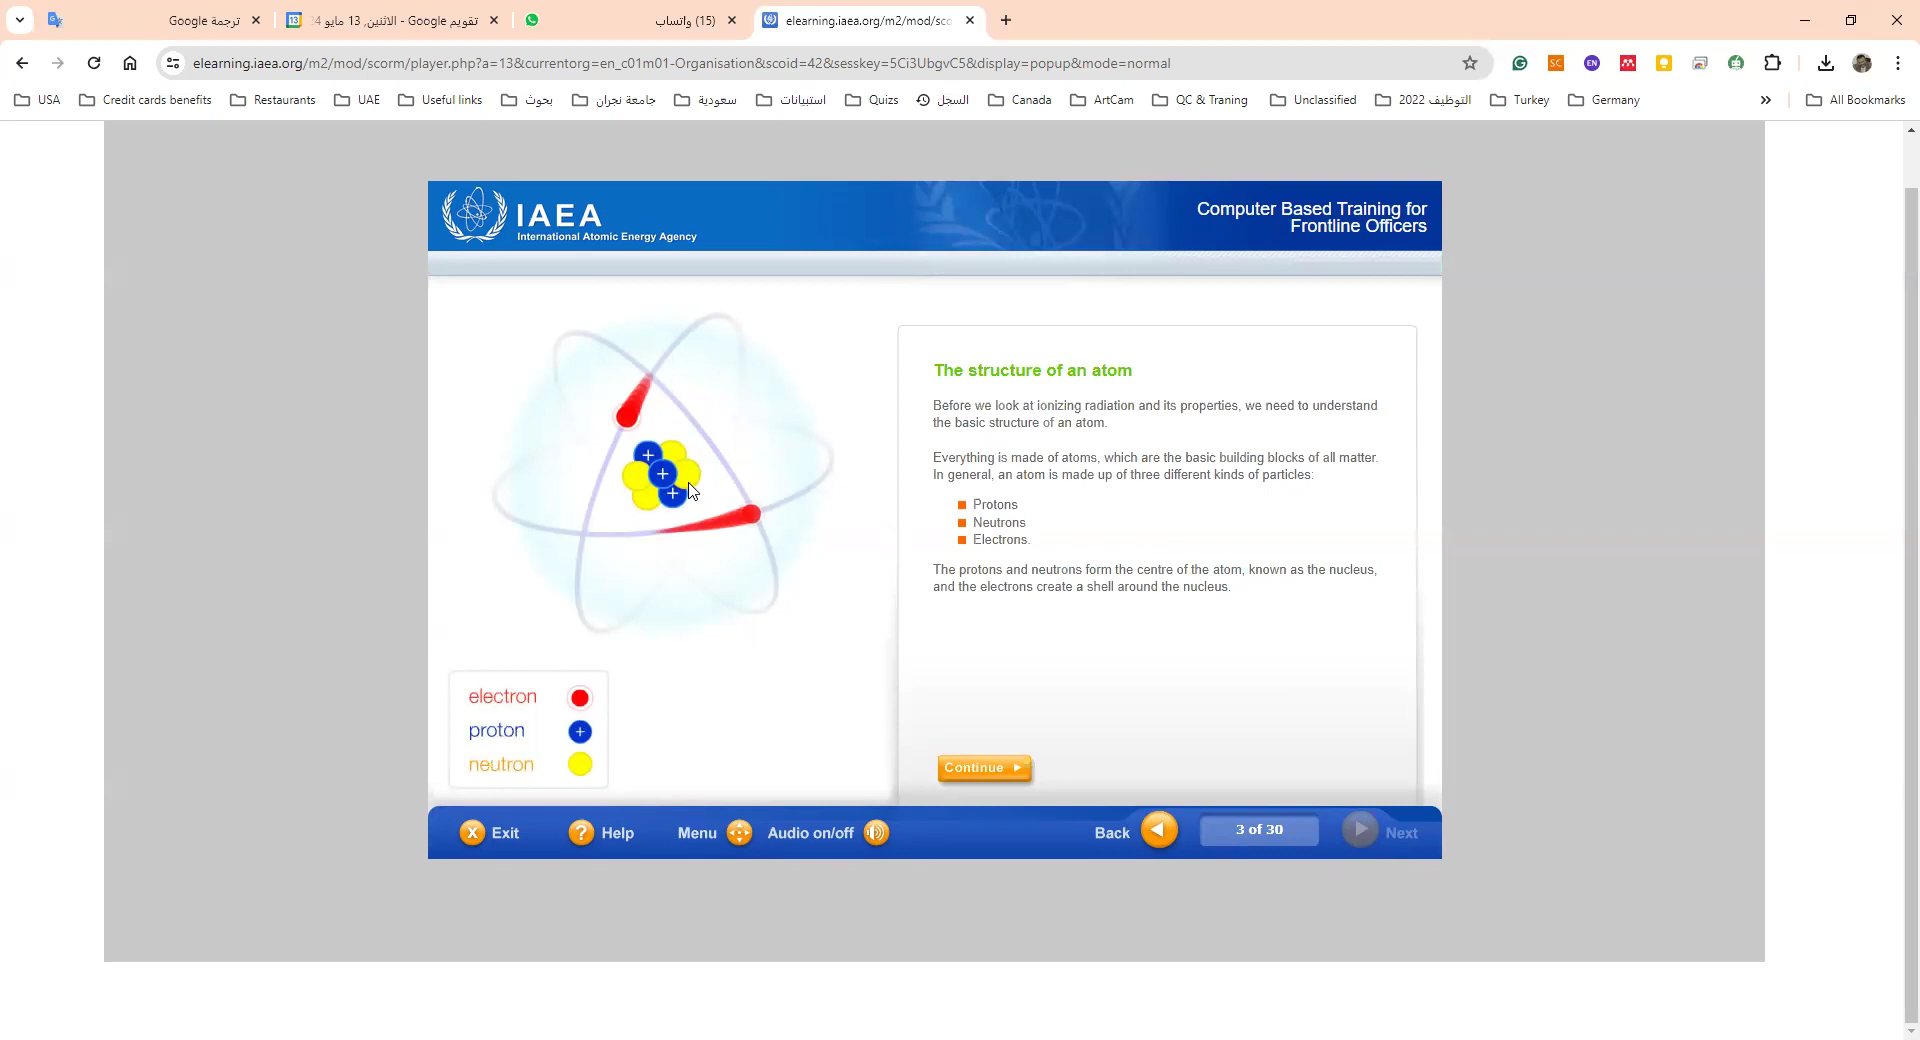 ترجمة Google
تقويم Google - الاثنين, 13 مايو 24
(15) واتساب
elearning.iaea.org/m2/mod/sco
elearning.iaea.org/m2/mod/scorm/player.php?a=13&currentorg=en_c01m01-Organisation&scoid=42&sesskey=5Ci3UbgvC5&display=popup&mode=normal
USA
Credit cards benefits
Restaurants
UAE
Useful links
بحوث
جامعة نجران
سعودية
استبيانات
Quizs
السجل
Canada
ArtCam
QC & Traning
Unclassified
التوظيف 2022
Turkey
Germany
All Bookmarks
IAEA
International Atomic Energy Agency
Computer Based Training for
Frontline Officers
The structure of an atom
Before we look at ionizing radiation and its properties, we need to understand
the basic structure of an atom.
Everything is made of atoms, which are the basic building blocks of all matter.
In general, an atom is made up of three different kinds of particles:
Protons
Neutrons
Electrons.
The protons and neutrons form the centre of the atom, known as the nucleus,
and the electrons create a shell around the nucleus.
electron
proton
neutron
Continue
Exit
Help
Menu
Audio on/off
Back
3 of 30
Next